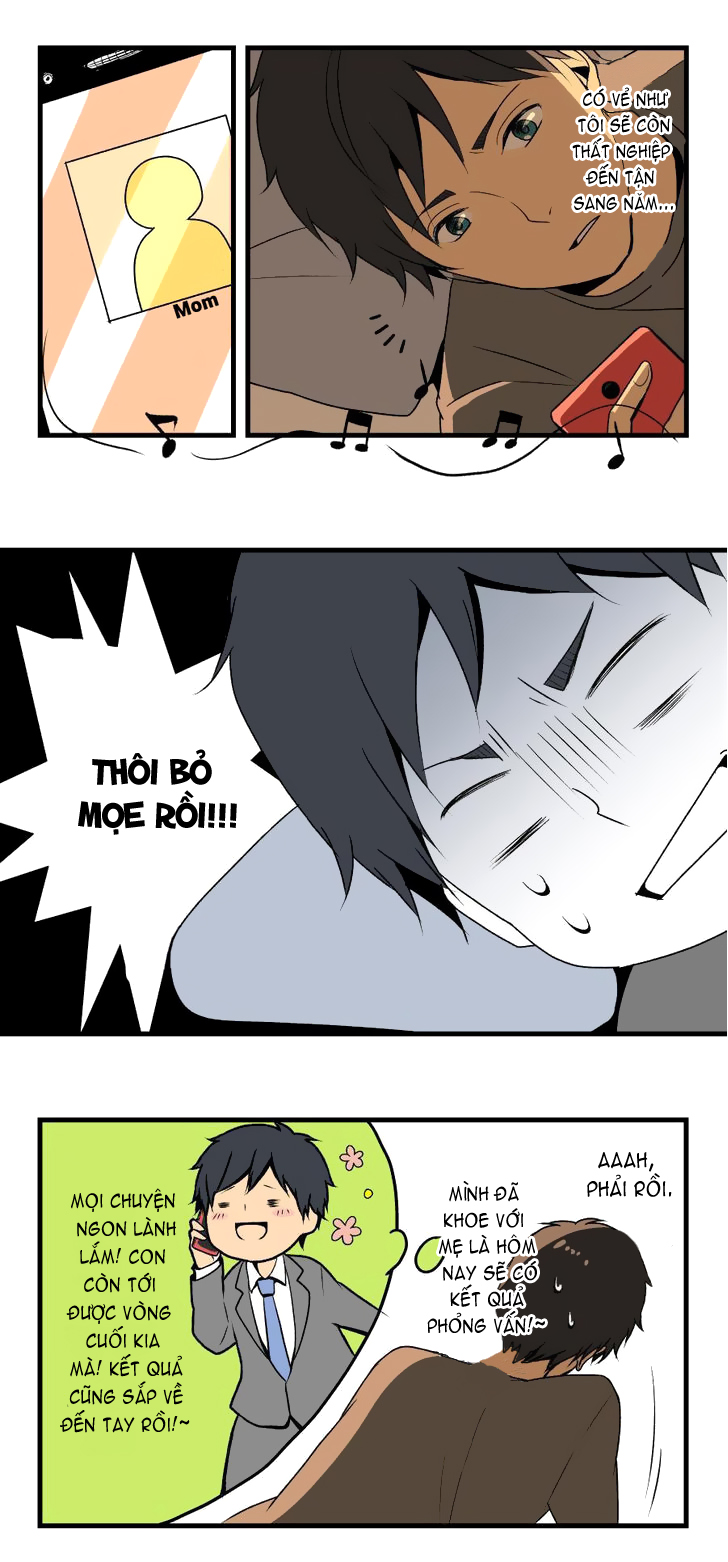 Mom
CÓ VẺ NHƯ
TÔI SẼ CÒN
THẤT NGHIỆP
ĐẾN TẬN
SANG NĂM...
THÔI BỎ
MỌE RỒI!!!
AAAH,
PHẢI RỒI.
MÌNH ĐÃ
KHOE VỚI
MẸ LÀ HÔM
NAY SẼ CÓ
KẾT QUẢ
PHỎNG VẤN!~
MỌI CHUYỆN
NGON LÀNH
LẮM! CON
CÒN TỚI
ĐƯỢC VÒNG
CUỐI KIA
MÀ! KẾT QUẢ
CŨNG SẮP VỀ
ĐẾN TAY RỒI!~